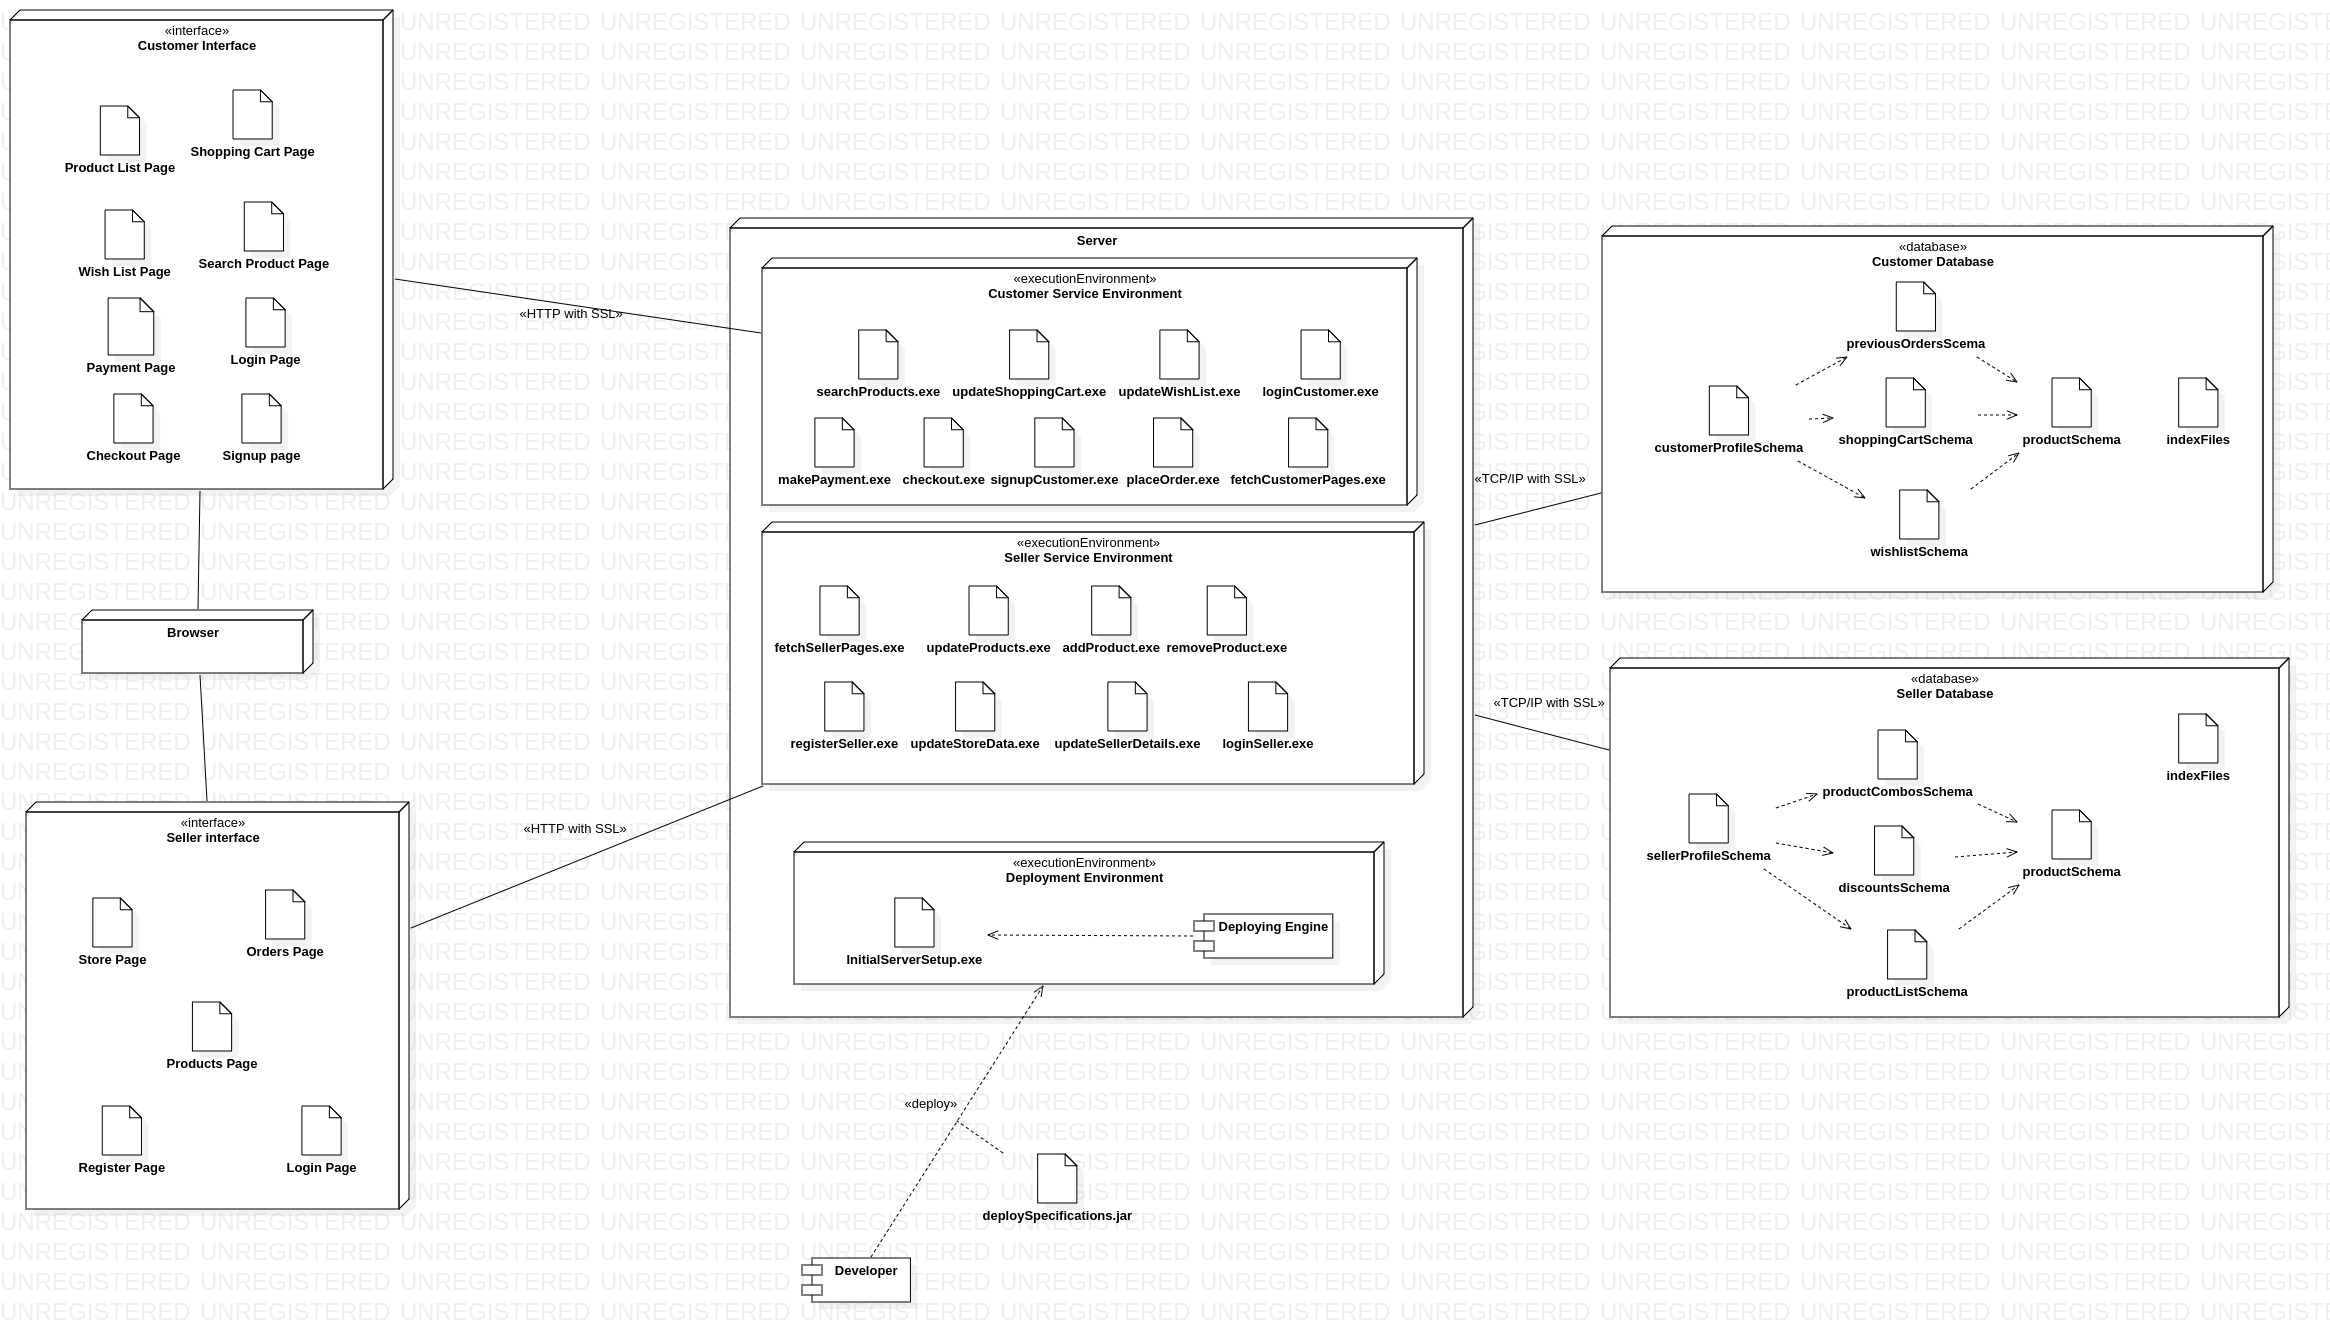 «interface»
Customer Interface
Product List Page
Shopping Cart Page
Wish List Page
Search Product Page
Payment Page
Login Page
Checkout Page
Signup page
Browser
«interface»
Seller interface
Store Page
Orders Page
Products Page
Register Page
Login Page
«HTTP with SSL»
«HTTP with SSL»
Server
«executionEnvironment»
Customer Service Environment
searchProducts.exe
updateShoppingCart.exe
updateWishList.exe
loginCustomer.exe
makePayment.exe
checkout.exe
signupCustomer.exe
placeOrder.exe
fetchCustomerPages.exe
«executionEnvironment»
Seller Service Environment
fetchSellerPages.exe
updateProducts.exe
addProduct.exe
removeProduct.exe
registerSeller.exe
updateStoreData.exe
updateSellerDetails.exe
loginSeller.exe
«executionEnvironment»
Deployment Environment
InitialServerSetup.exe
Deploying Engine
«deploy»
deploySpecifications.jar
Developer
«TCP/IP with SSL»
«TCP/IP with SSL»
«database»
Customer Database
previousOrdersScema
customerProfileSchema
shoppingCartSchema
productSchema
indexFiles
wishlistSchema
«database»
Seller Database
indexFiles
productCombosSchema
sellerProfileSchema
discountsSchema
productSchema
productListSchema
UNREGISTERED